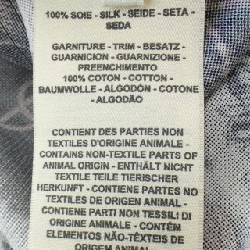 100% SOIE - SILK - SEIDE - SETA -
SEDA
GARNITURE - TRIM - BESATZ -
GUARNICION - GUARNIZIONE -
PREENCHIMENTO
100% COTON - COTTON -
BAUMWOLLE - ALGODÓN - COTONE
- ALGODÃO
CONTIENT DES PARTIES NON
TEXTILES D'ORIGINE ANIMALE -
CONTAINS NON-TEXTILE PARTS OF
ANIMAL ORIGIN - ENTHÄLT NICHT
TEXTILE TEILE TIERISCHER
HERKUNFT - CONTIENE PARTES NO
TEXTILES DE ORIGEN ANIMAL -
CONTIENE PARTI NON TESSILI DI
ORIGINE ANIMALE - CONTÉM
ELEMENTOS NÃO-TÊXTEIS DE
ORIGEM ANIMAL